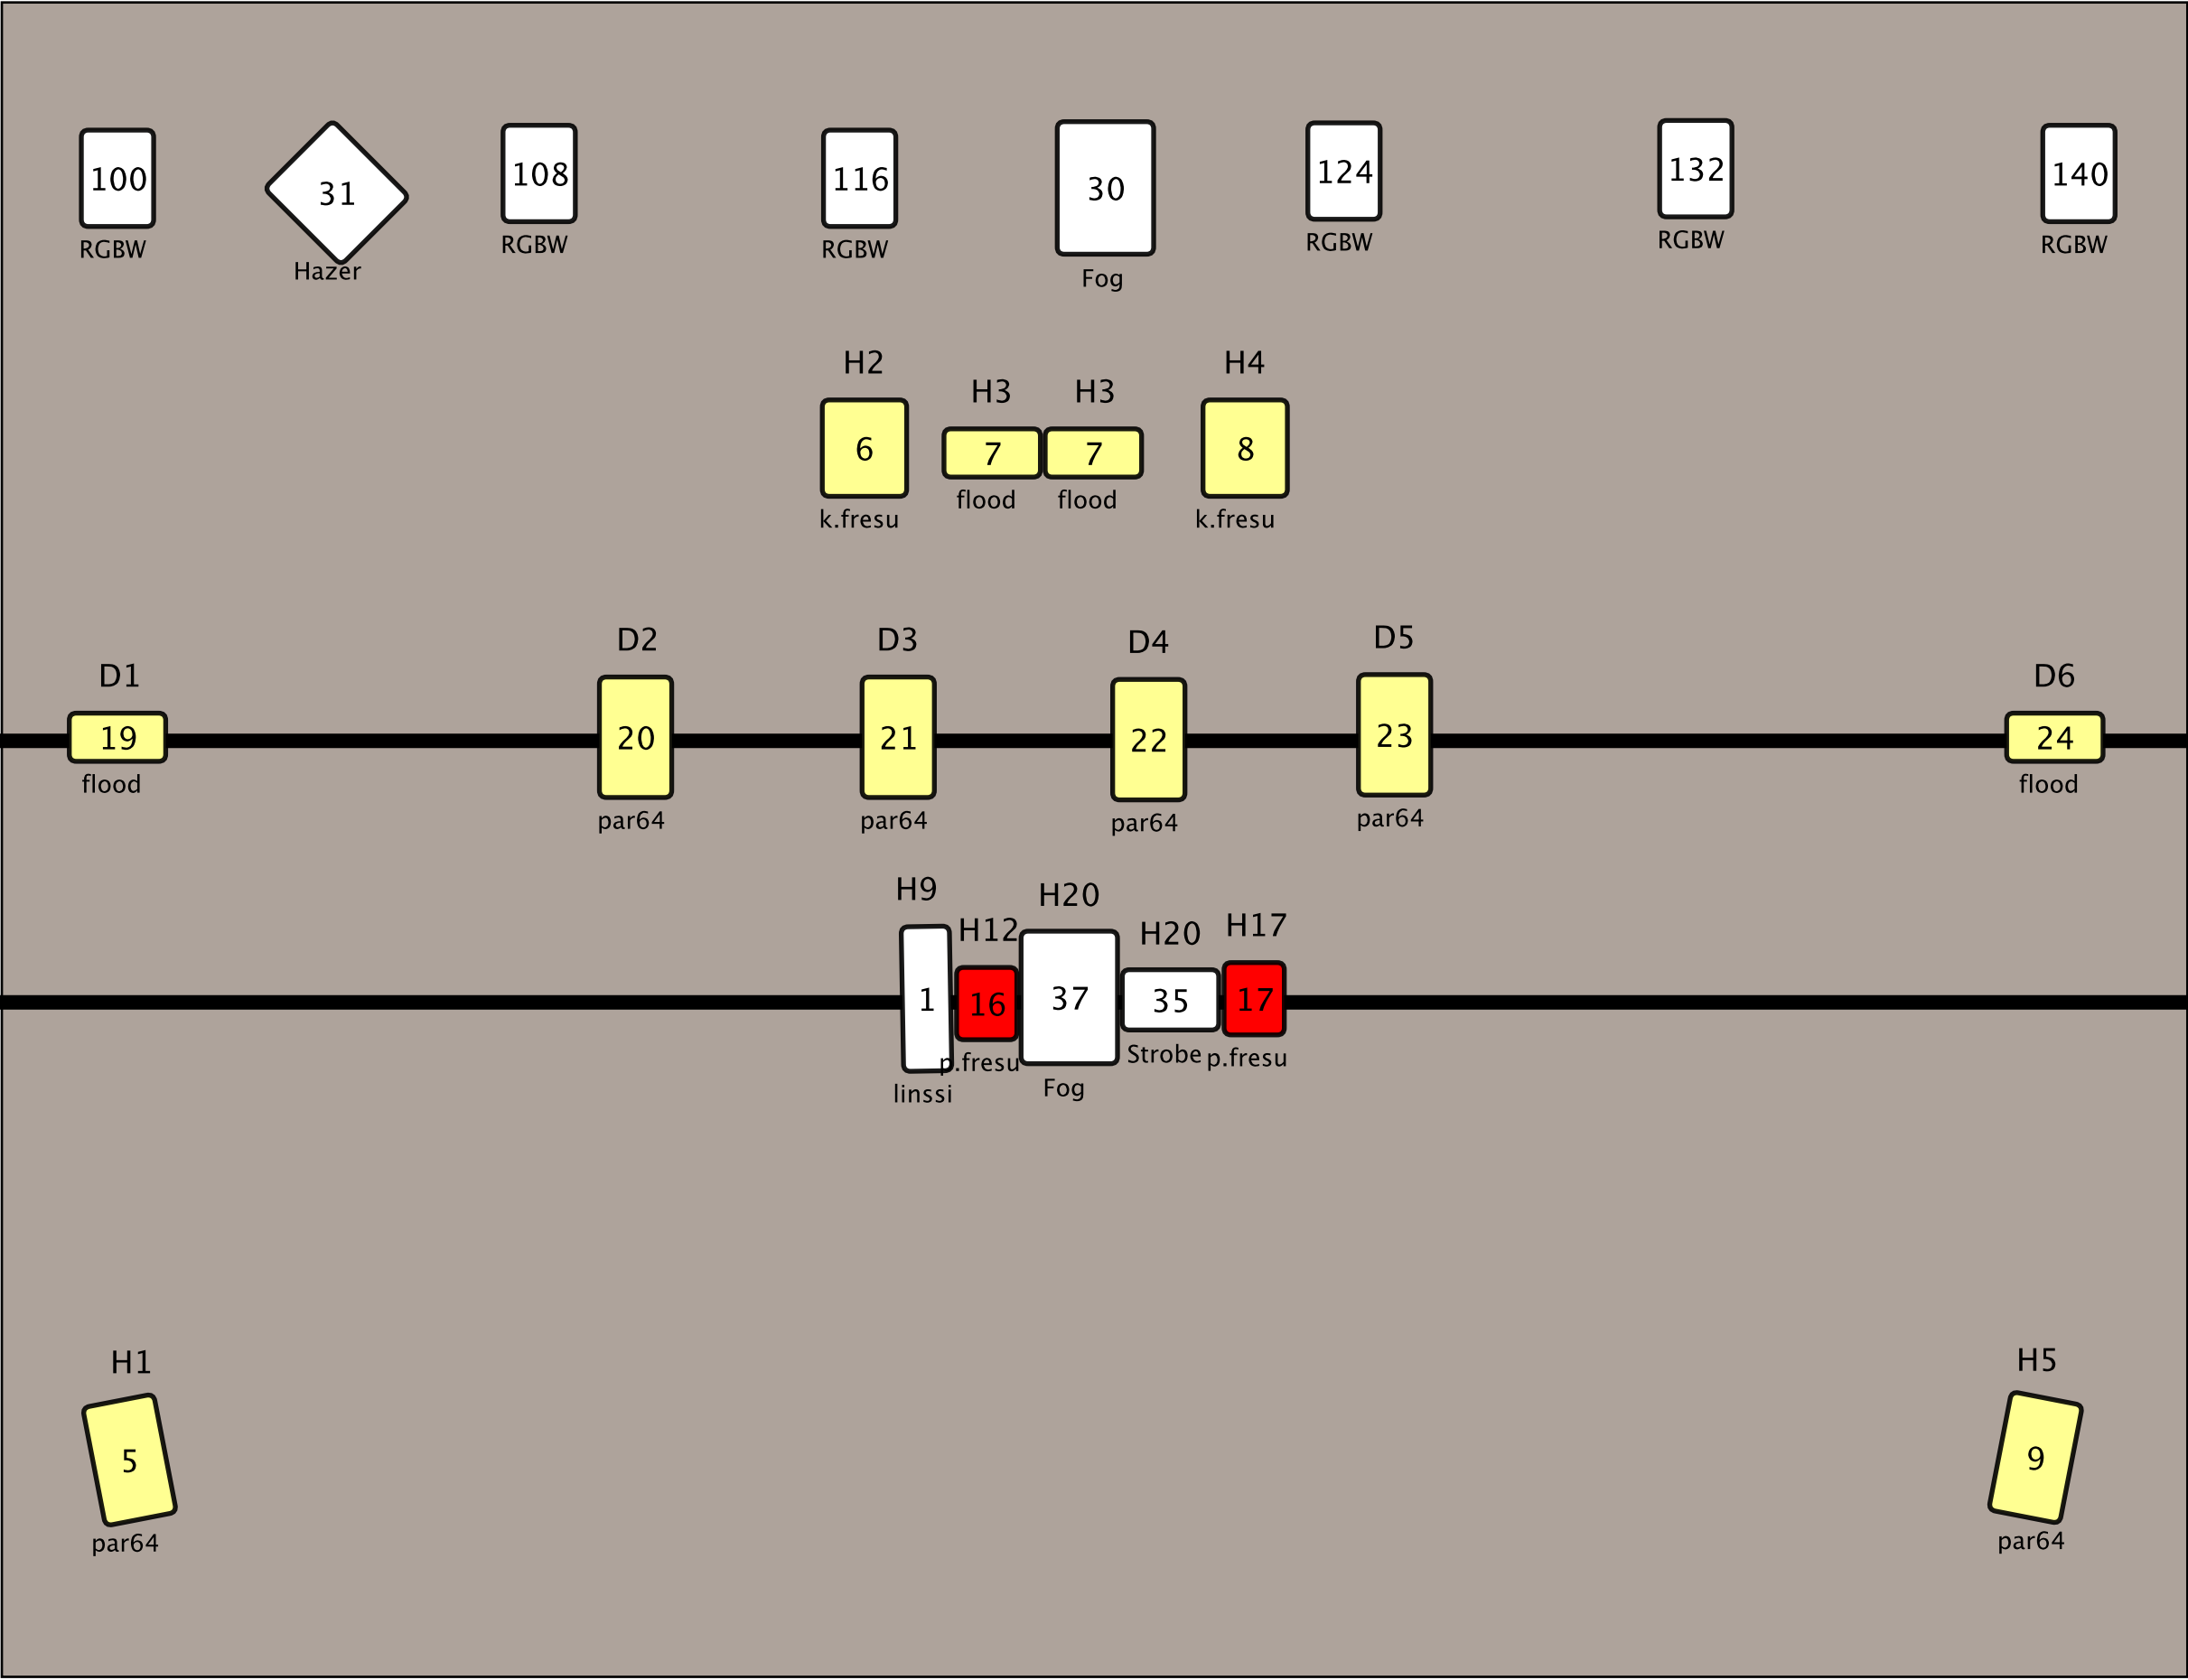 100
RGBW
31
Hazer
108
RGBW
116
RGBW
30
Fog
124
RGBW
132
RGBW
140
RGBW
H2
6
k.fresu
H3
7
flood
H3
7
flood
H4
8
k.fresu
D1
19
flood
D2
20
par64
D3
21
par64
D4
22
par64
D5
23
par64
D6
24
flood
H9
1
linssi
H12
16
p.fresu
H20
37
Fog
H20
35
Strobe
H17
17
p.fresu
H1
5
par64
H5
9
par64